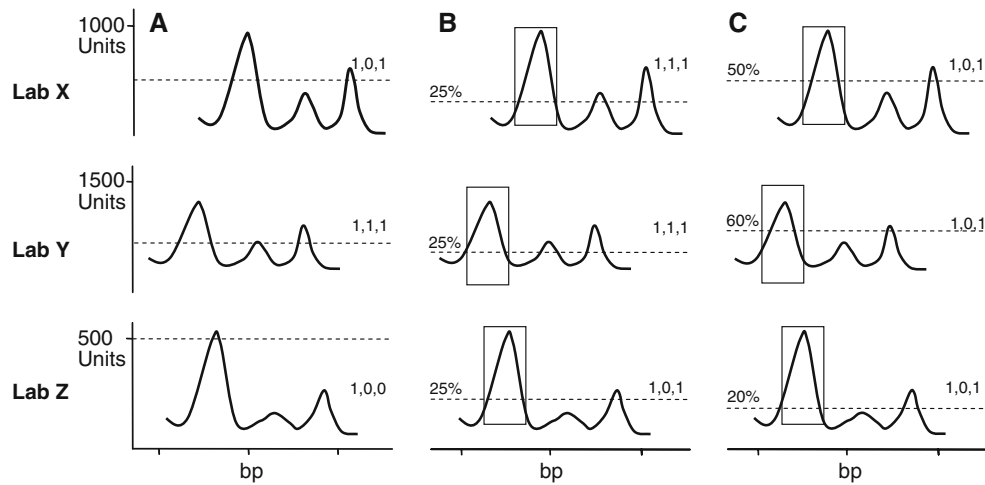 A
B
C
1000
Units
Lab X
1,0,1
25%
1,1,1
50%
1,0,1
1500
Units
Lab Y
1,1,1
25%
1,1,1
60%
1,0,1
500
Units
Lab Z
1,0,0
25%
1,0,1
20%
1,0,1
bp
bp
bp